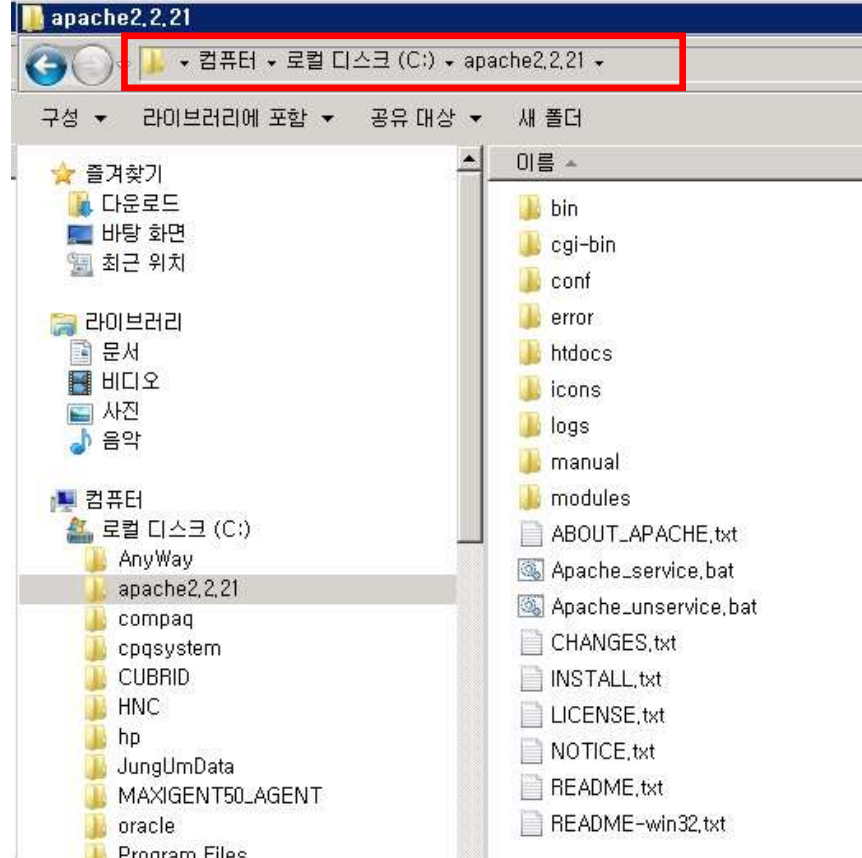 apache2.2.21
컴퓨터 로컬 디스크 (C:) apache2.2.21
구성 라이브러리에 포함 공유 대상 새 폴더
즐겨찾기
다운로드
바탕 화면
최근 위치
라이브러리
문서
비디오
사진
음악
컴퓨터
로컬 디스크 (C:)
AnyWay
apache2.2.21
compaq
cpqsystem
CUBRID
HNC
hp
JungUmData
MAXIGENT50_AGENT
oracle
Program Files
이름
bin
cgi-bin
conf
error
htdocs
icons
logs
manual
modules
ABOUT_APACHE.txt
Apache_service.bat
Apache_unservice.bat
CHANGES.txt
INSTALL.txt
LICENSE.txt
NOTICE.txt
README.txt
README-win32.txt